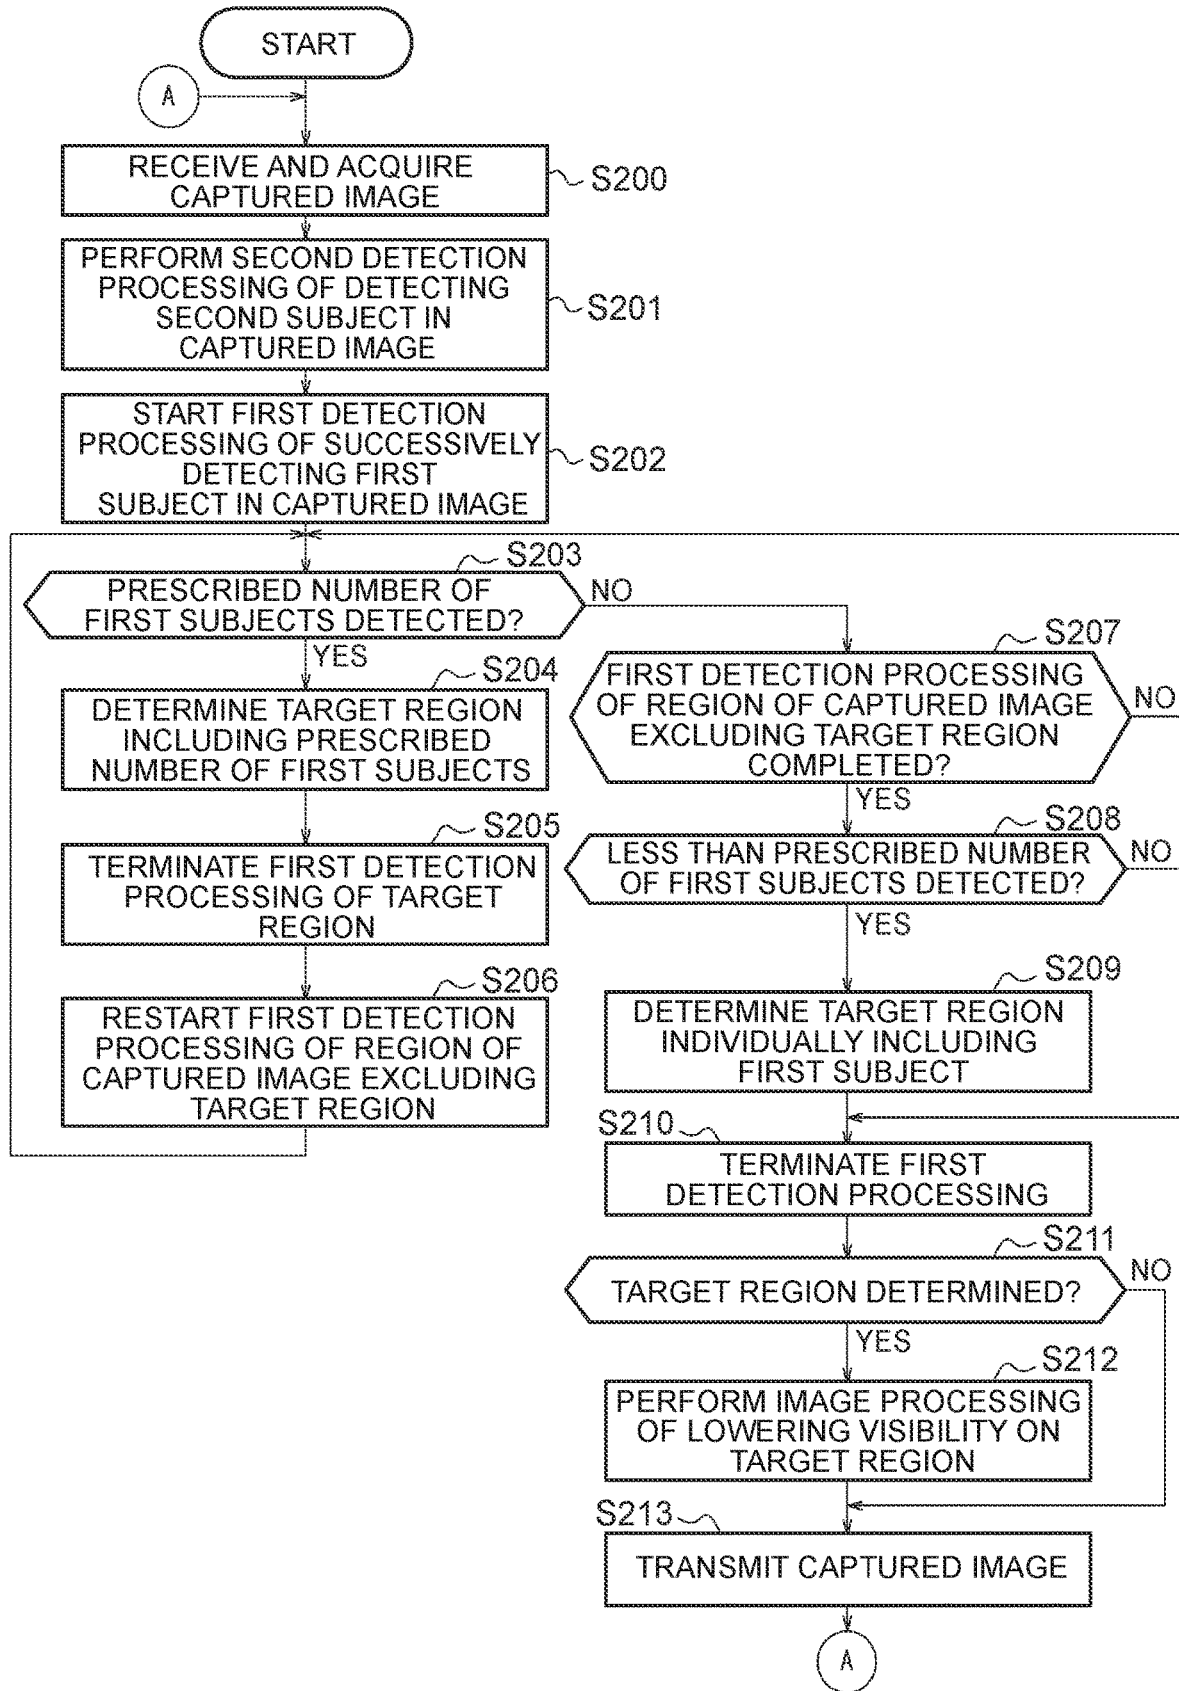 START
A
RECEIVE AND ACQUIRE
CAPTURED IMAGE
S200
PERFORM SECOND DETECTION
PROCESSING OF DETECTING
SECOND SUBJECT IN
CAPTURED IMAGE
S201
START FIRST DETECTION
PROCESSING OF SUCCESSIVELY
DETECTING FIRST
SUBJECT IN CAPTURED IMAGE
S202
S203
PRESCRIBED NUMBER OF
FIRST SUBJECTS DETECTED?
NO
YES
S204
DETERMINE TARGET REGION
INCLUDING PRESCRIBED
NUMBER OF FIRST SUBJECTS
S205
TERMINATE FIRST DETECTION
PROCESSING OF TARGET
REGION
S206
RESTART FIRST DETECTION
PROCESSING OF REGION OF
CAPTURED IMAGE EXCLUDING
TARGET REGION
S207
FIRST DETECTION PROCESSING
OF REGION OF CAPTURED IMAGE
EXCLUDING TARGET REGION
COMPLETED?
NO
YES
S208
LESS THAN PRESCRIBED NUMBER
OF FIRST SUBJECTS DETECTED?
NO
YES
S209
DETERMINE TARGET REGION
INDIVIDUALLY INCLUDING
FIRST SUBJECT
S210
TERMINATE FIRST
DETECTION PROCESSING
S211
TARGET REGION DETERMINED?
NO
YES
S212
PERFORM IMAGE PROCESSING
OF LOWERING VISIBILITY ON
TARGET REGION
S213
TRANSMIT CAPTURED IMAGE
A